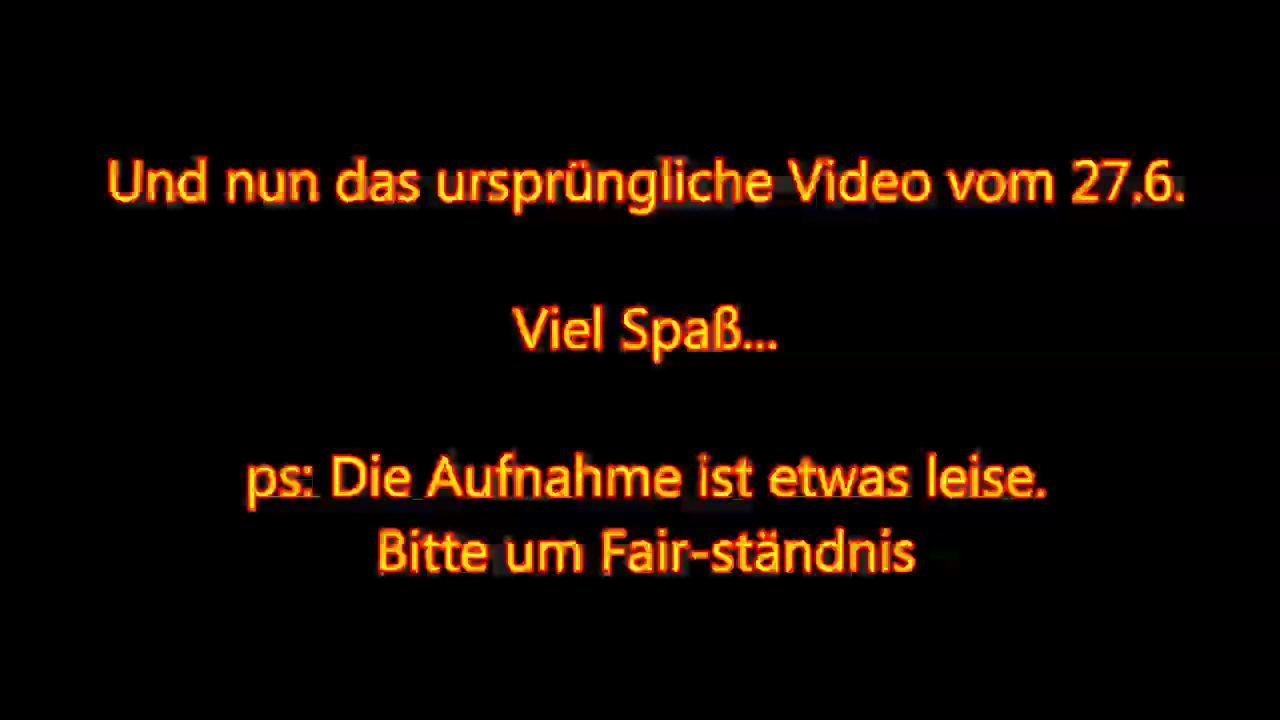 Und nun das ursprüngliche Video vom 27.6.
Viel Spaß...
ps: Die Aufnahme ist etwas leise.
Bitte um Fair-ständnis